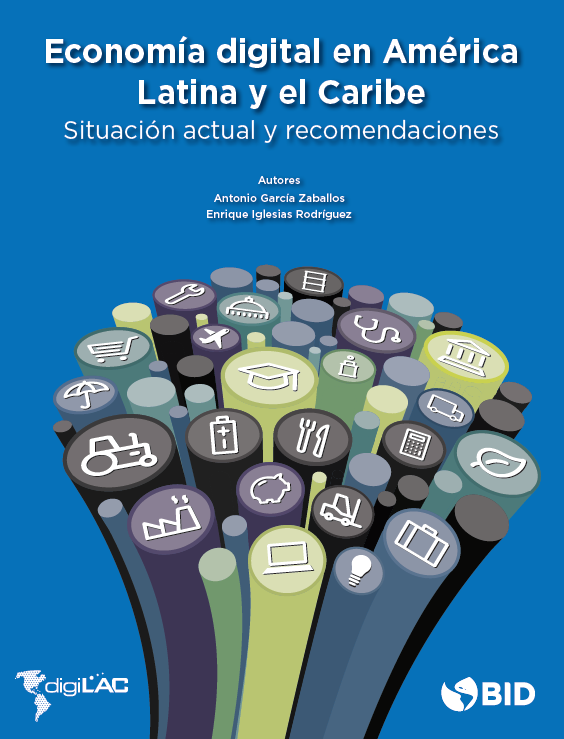 Economía digital en América
Latina y el Caribe
Situación actual y recomendaciones
Autores
Antonio García Zaballos
Enrique Iglesias Rodríguez
digiLAC
BID